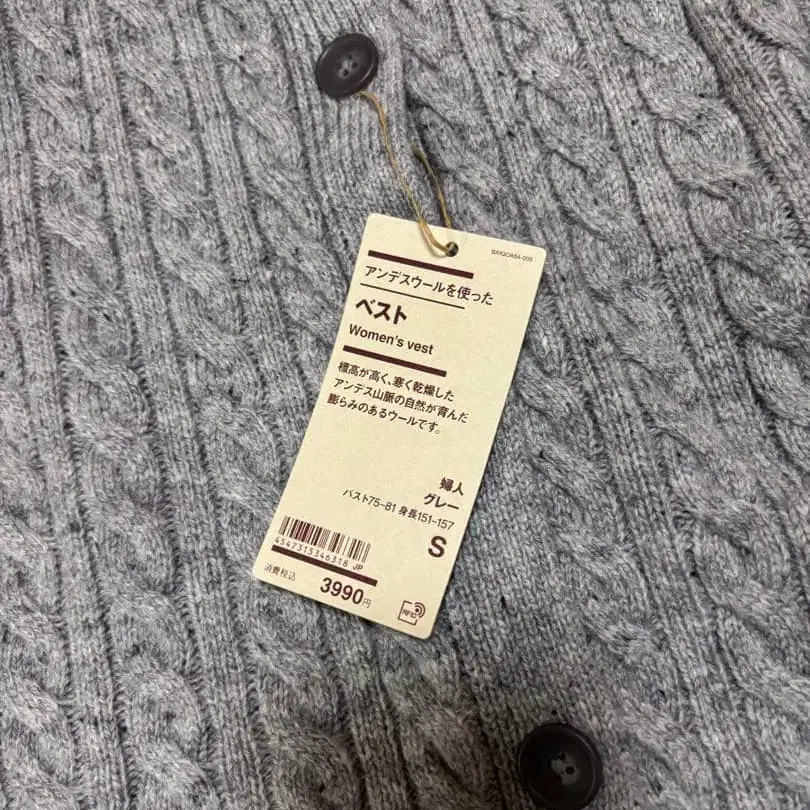 BAKQOA5A-005
アンデスウールを使った
ベスト
Women's vest
標高が高く、寒く乾燥した
アンデス山脈の自然が育んだ
膨らみのあるウールです。
婦人
グレー
バスト75-81 身長151-157
S
4547315346318 JP
消費税込 3990円
RFID